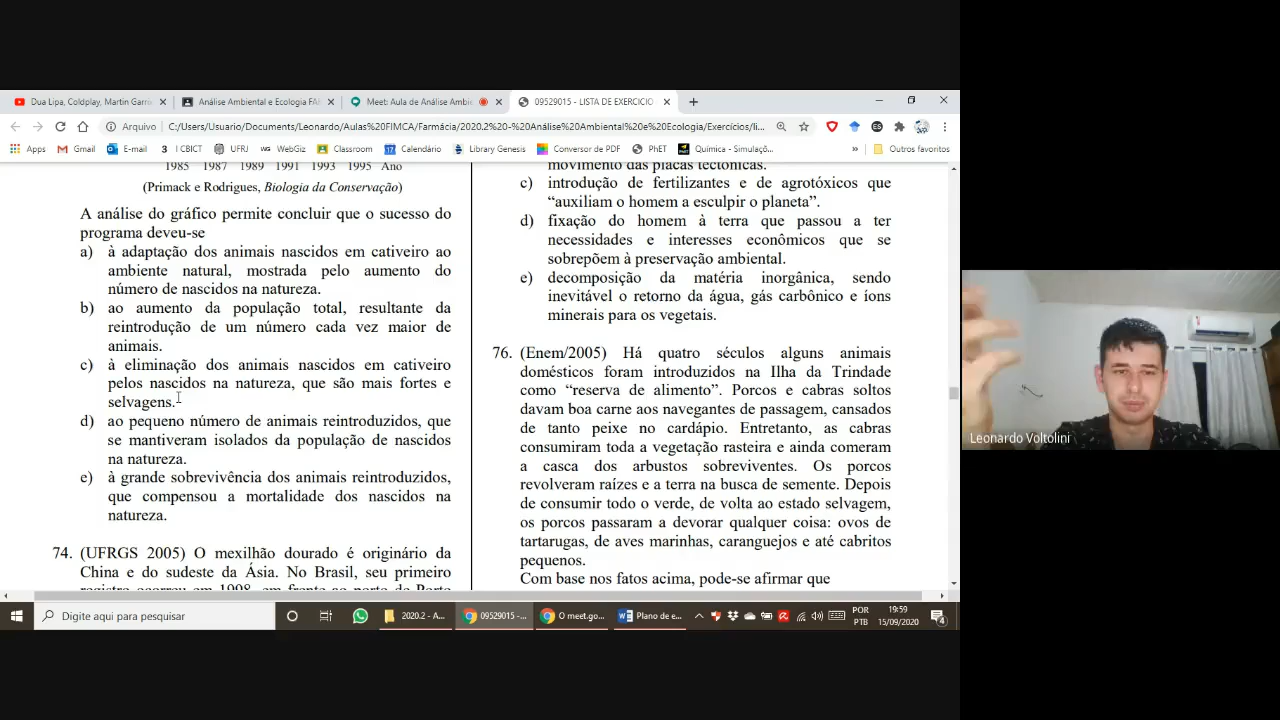 Dua Lipa, Coldplay, Martin Garri
Análise Ambiental e Ecologia FA
Meet: Aula de Análise Ambie
09529015 - LISTA DE EXERCICIO
Arquivo
C:/Users/Usuario/Documents/Leonardo/Aulas%20FIMCA/Farmácia/2020.2%20-%20Análise%20Ambiental%20e%20Ecologia/Exercícios/li...
Apps
Gmail
E-mail
I CBICT
UFRJ
WebGiz
Classroom
Calendário
Library Genesis
Conversor de PDF
PhET
Química - Simulaçõ...
Outros favoritos
1985 1987 1989 1991 1993 1995 Ano
(Primack e Rodrigues, Biologia da Conservação)
A análise do gráfico permite concluir que o sucesso do
programa deveu-se
a) à adaptação dos animais nascidos em cativeiro ao
ambiente natural, mostrada pelo aumento do
número de nascidos na natureza.
b) ao aumento da população total, resultante da
reintrodução de um número cada vez maior de
animais.
c) à eliminação dos animais nascidos em cativeiro
pelos nascidos na natureza, que são mais fortes e
selvagens.
d) ao pequeno número de animais reintroduzidos, que
se mantiveram isolados da população de nascidos
na natureza.
e) à grande sobrevivência dos animais reintroduzidos,
que compensou a mortalidade dos nascidos na
natureza.
74. (UFRGS 2005) O mexilhão dourado é originário da
China e do sudeste da Ásia. No Brasil, seu primeiro
registro ocorreu em 1998, em frente ao porto de Porto
movimento das placas tectônicas.
c) introdução de fertilizantes e de agrotóxicos que
“auxiliam o homem a esculpir o planeta”.
d) fixação do homem à terra que passou a ter
necessidades e interesses econômicos que se
sobrepõem à preservação ambiental.
e) decomposição da matéria inorgânica, sendo
inevitável o retorno da água, gás carbônico e íons
minerais para os vegetais.
76. (Enem/2005) Há quatro séculos alguns animais
domésticos foram introduzidos na Ilha da Trindade
como “reserva de alimento”. Porcos e cabras soltos
davam boa carne aos navegantes de passagem, cansados
de tanto peixe no cardápio. Entretanto, as cabras
consumiram toda a vegetação rasteira e ainda comeram
a casca dos arbustos sobreviventes. Os porcos
revolveram raízes e a terra na busca de semente. Depois
de consumir todo o verde, de volta ao estado selvagem,
os porcos passaram a devorar qualquer coisa: ovos de
tartarugas, de aves marinhas, caranguejos e até cabritos
pequenos.
Com base nos fatos acima, pode-se afirmar que
Leonardo Voltolini
Digite aqui para pesquisar
2020.2 - A...
09529015 -...
O meet.go...
Plano de e...
POR
PTB
19:59
15/09/2020
4